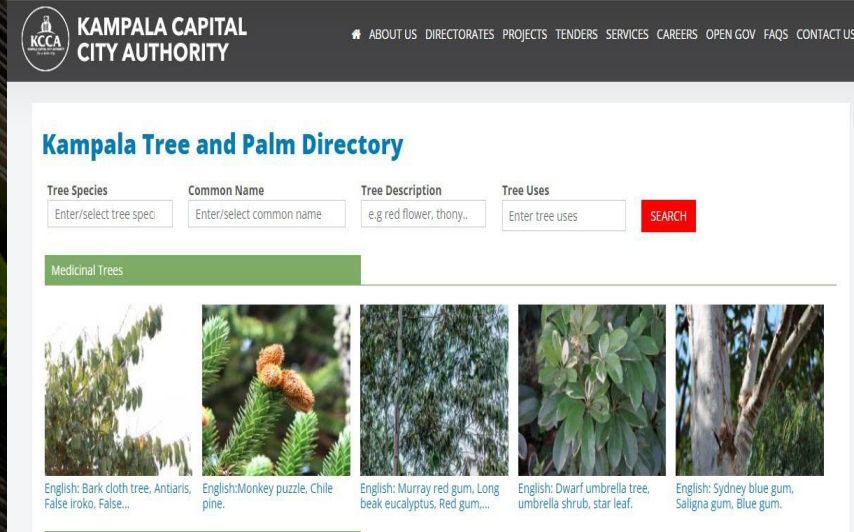 KCCA
KAMPALA CAPITAL
CITY AUTHORITY
ABOUT US DIRECTORATES PROJECTS TENDERS SERVICES CAREERS OPEN GOV FAQS CONTACT US
Kampala Tree and Palm Directory
Tree Species Common Name Tree Description Tree Uses
Enter/select tree speci Enter/select common name e.g red flower, thony.. Enter tree uses SEARCH
Medicinal Trees
English: Bark cloth tree, Antiaris,
False iroko, False...
English:Monkey puzzle, Chile
pine.
English: Murray red gum, Long
beak eucalyptus, Red gum,...
English: Dwarf umbrella tree,
umbrella shrub, star leaf.
English: Sydney blue gum,
Saligna gum, Blue gum.